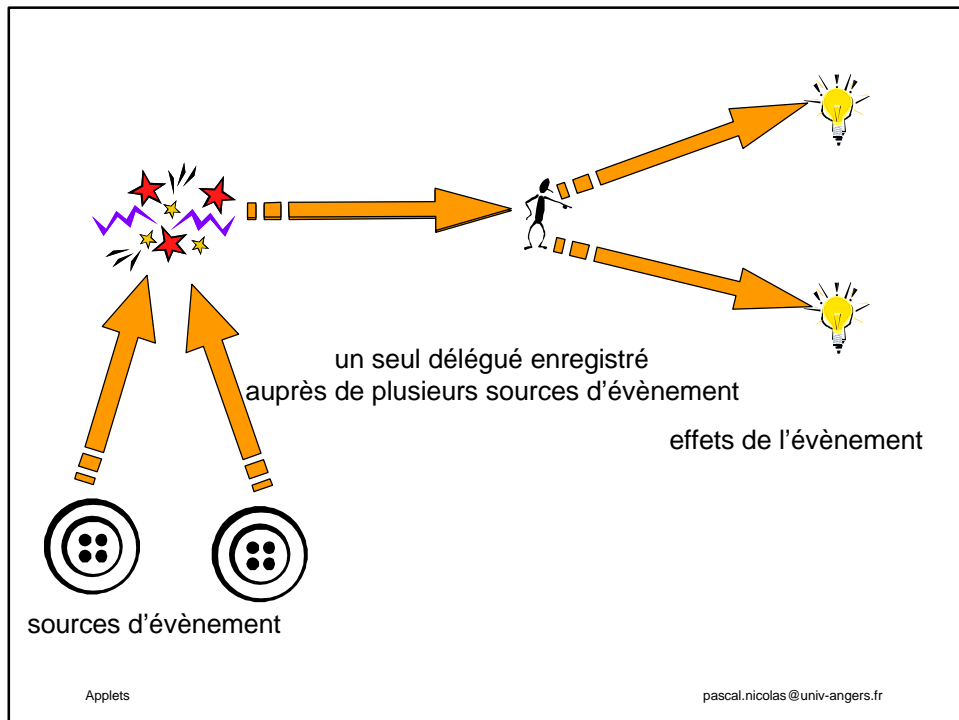 un seul délégué enregistré
auprès de plusieurs sources d'évènement
effets de l'évènement
sources d'évènement
Applets
pascal.nicolas@univ-angers.fr